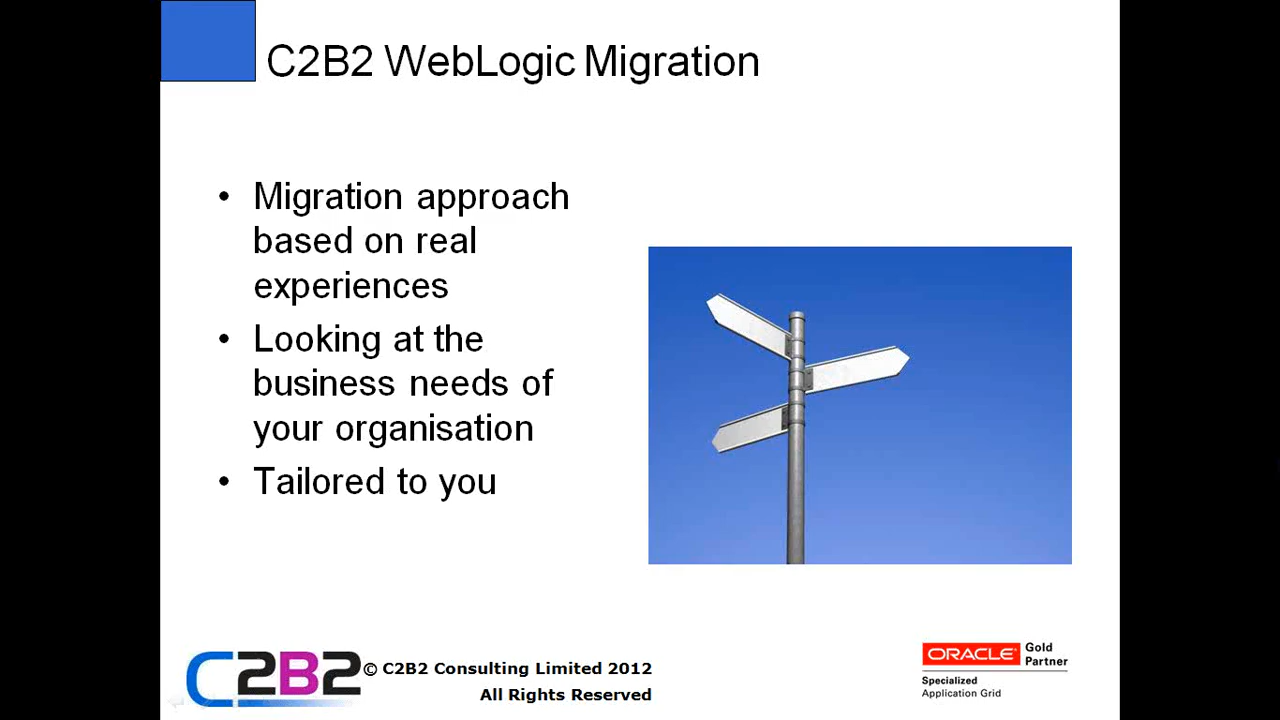 C2B2 WebLogic Migration
• Migration approach
based on real
experiences
• Looking at the
business needs of
your organisation
• Tailored to you
C2B2 © C2B2 Consulting Limited 2012
All Rights Reserved
ORACLE Gold
Partner
Specialized
Application Grid